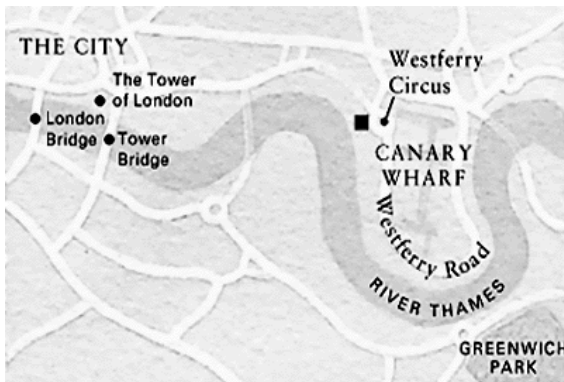 THE CITY
The Tower
of London
London
Bridge
Tower
Bridge
Westferry
Circus
CANARY
WHARF
Westferry Road
RIVER THAMES
GREENWICH
PARK